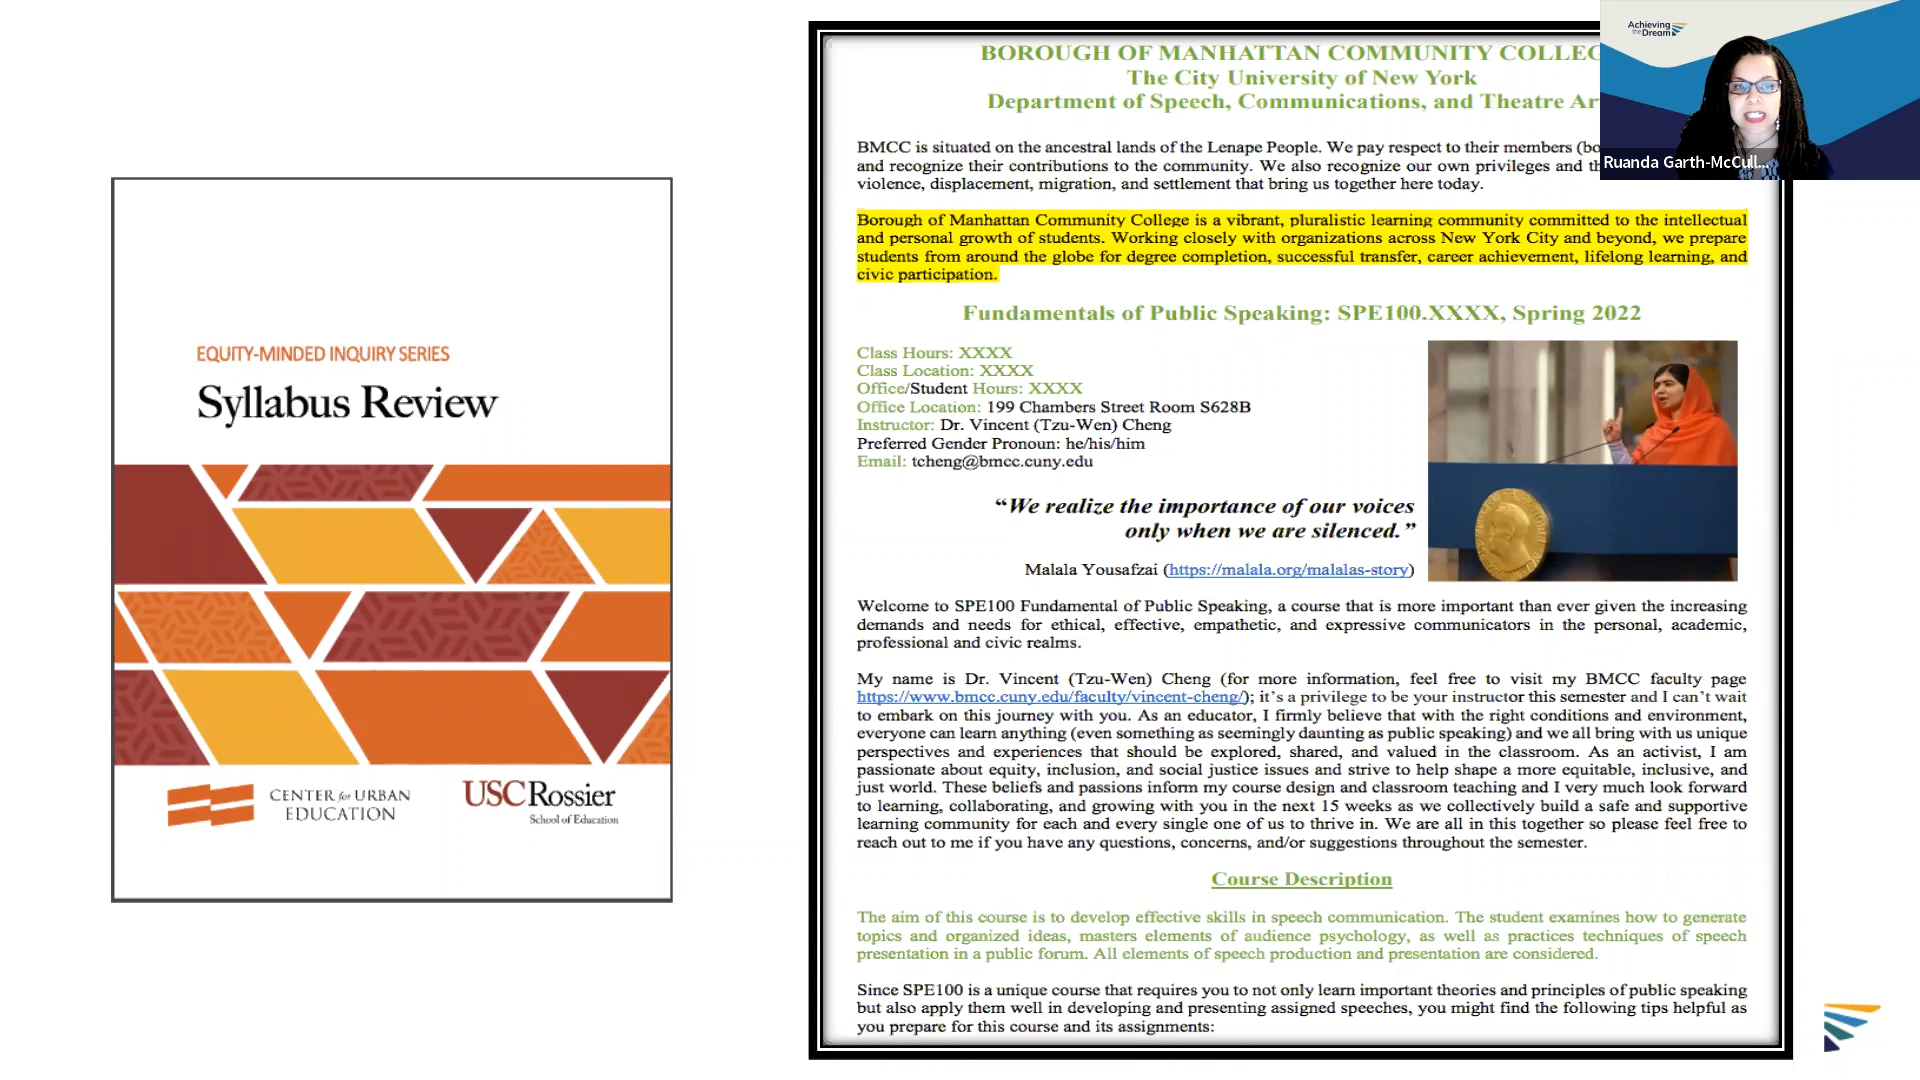 EQUITY-MINDED INQUIRY SERIES
Syllabus Review
CENTER for URBAN
EDUCATION
USC Rossier
School of Education
BOROUGH OF MANHATTAN COMMUNITY
The City University of New York
Department of Speech, Communications, and Theatre
BMCC is situated on the ancestral lands of the Lenape People. We pay respect to their members
and recognize their contributions to the community. We also recognize our own privileges and
violence, displacement, migration, and settlement that bring us together here today.
Borough of Manhattan Community College is a vibrant, pluralistic learning community committed to the intellectual
and personal growth of students. Working closely with organizations across New York City and beyond, we prepare
students from around the globe for degree completion, successful transfer, career achievement, lifelong learning, and
civic participation.
Fundamentals of Public Speaking: SPE100.XXXX, Spring 2022
Class Hours: XXXX
Class Location: XXXX
Office/Student Hours: XXXX
Office Location: 199 Chambers Street Room S628B
Instructor: Dr. Vincent (Tzu-Wen) Cheng
Preferred Gender Pronoun: he/his/him
Email: tcheng@bmcc.cuny.edu
“We realize the importance of our voices
only when we are silenced.”
Malala Yousafzai (https://malala.org/malalas-story)
Welcome to SPE100 Fundamental of Public Speaking, a course that is more important than ever given the increasing
demands and needs for ethical, effective, empathetic, and expressive communicators in the personal, academic,
professional and civic realms.
My name is Dr. Vincent (Tzu-Wen) Cheng (for more information, feel free to visit my BMCC faculty page
https://www.bmcc.cuny.edu/faculty/vincent-cheng/); it’s a privilege to be your instructor this semester and I can’t wait
to embark on this journey with you. As an educator, I firmly believe that with the right conditions and environment,
everyone can learn anything (even something as seemingly daunting as public speaking) and we all bring with us unique
perspectives and experiences that should be explored, shared, and valued in the classroom. As an activist, I am
passionate about equity, inclusion, and social justice issues and strive to help shape a more equitable, inclusive, and
just world. These beliefs and passions inform my course design and classroom teaching and I very much look forward
to learning, collaborating, and growing with you in the next 15 weeks as we collectively build a safe and supportive
learning community for each and every single one of us to thrive in. We are all in this together so please feel free to
reach out to me if you have any questions, concerns, and/or suggestions throughout the semester.
Course Description
The aim of this course is to develop effective skills in speech communication. The student examines how to generate
topics and organized ideas, masters elements of audience psychology, as well as practices techniques of speech
presentation in a public forum. All elements of speech production and presentation are considered.
Since SPE100 is a unique course that requires you to not only learn important theories and principles of public speaking
but also apply them well in developing and presenting assigned speeches, you might find the following tips helpful as
you prepare for this course and its assignments:
Achieving
the Dream
Ruanda Garth-McCull...